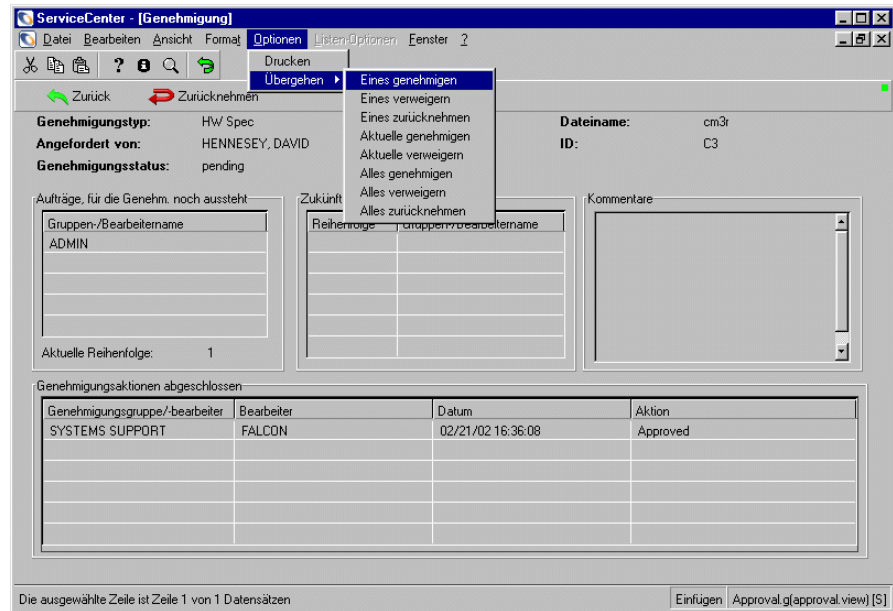 ServiceCenter - [Genehmigung]
Datei Bearbeiten Ansicht Format Optionen Listen-Optionen Fenster ?
Drucken
Übergehen
Eines genehmigen
Eines verweigern
Eines zurücknehmen
Aktuelle genehmigen
Aktuelle verweigern
Alles genehmigen
Alles verweigern
Alles zurücknehmen
Zurück Zurücknehmen
Genehmigungstyp: HW Spec
Dateiname: cm3r
Angefordert von: HENNESEY, DAVID
ID: C3
Genehmigungsstatus: pending
Aufträge, für die Genehm. noch aussteht
Gruppen-/Bearbeitername
ADMIN
Aktuelle Reihenfolge: 1
Zukünft
Reihenfolge Gruppen-/Bearbeitername
Kommentare
Genehmigungsaktionen abgeschlossen
Genehmigungsgruppe/-bearbeiter Bearbeiter Datum Aktion
SYSTEMS SUPPORT FALCON 02/21/02 16:36:08 Approved
Die ausgewählte Zeile ist Zeile 1 von 1 Datensätzen
Einfügen Approval.g(approval.view) [S]